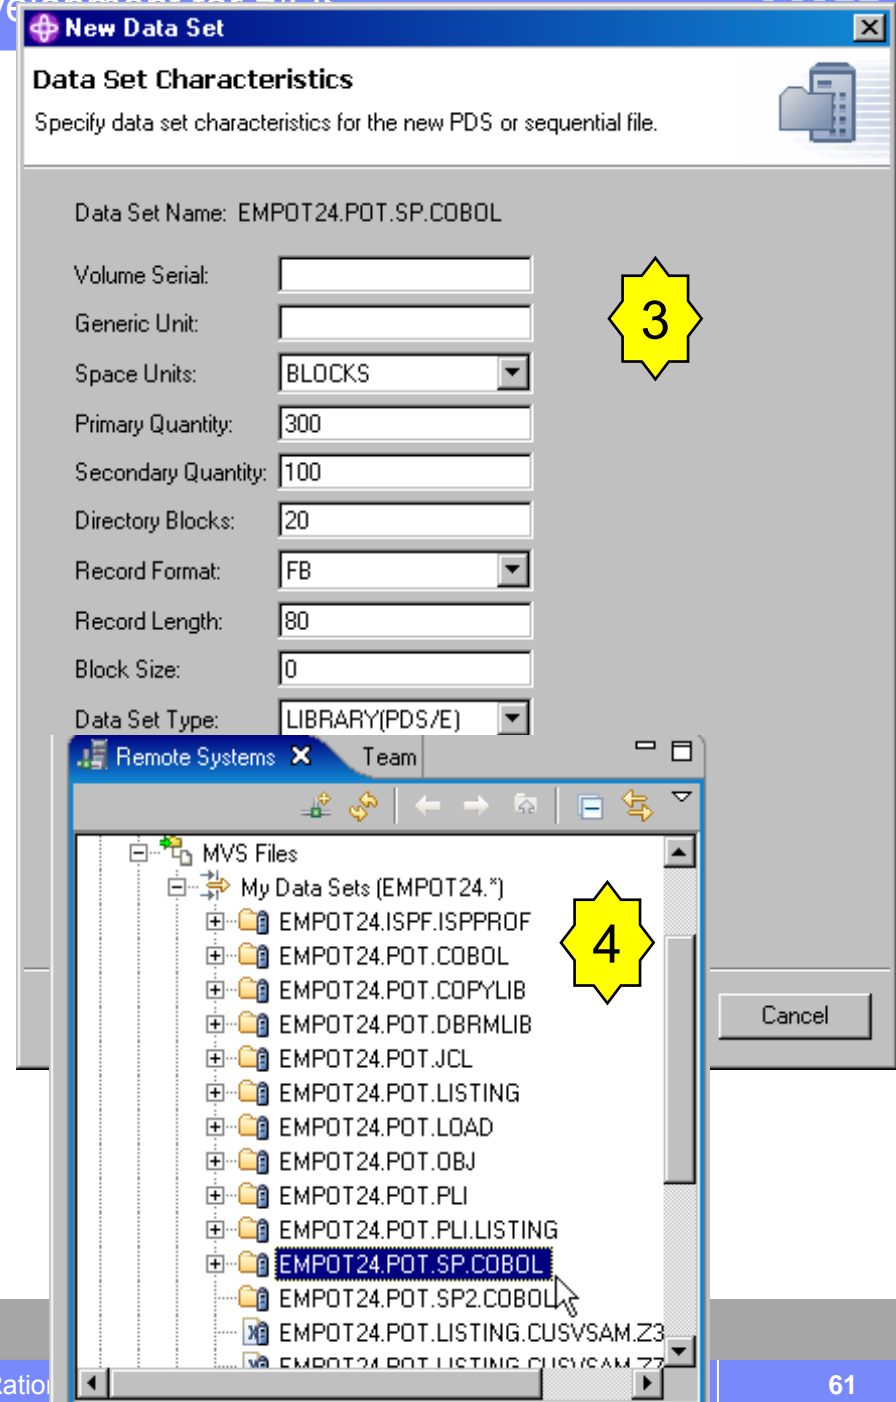 New Data Set
Data Set Characteristics
Specify data set characteristics for the new PDS or sequential file.
Data Set Name: EMPOT24.POT.SP.COBOL
Volume Serial:
Generic Unit:
3
Space Units: BLOCKS
Primary Quantity: 300
Secondary Quantity: 100
Directory Blocks: 20
Record Format: FB
Record Length: 80
Block Size: 0
Data Set Type: LIBRARY(PDS/E)
Remote Systems Team
MVS Files
My Data Sets (EMPOT24.*)
4
EMPOT24.ISPF.ISPPROF
EMPOT24.POT.COBOL
EMPOT24.POT.COPYLIB
EMPOT24.POT.DBRMLIB
EMPOT24.POT.JCL
EMPOT24.POT.LISTING
EMPOT24.POT.LOAD
EMPOT24.POT.OBJ
EMPOT24.POT.PLI
EMPOT24.POT.PLI.LISTING
EMPOT24.POT.SP.COBOL
EMPOT24.POT.SP2.COBOL
EMPOT24.POT.LISTING.CUSVSAM.Z3
Cancel
61